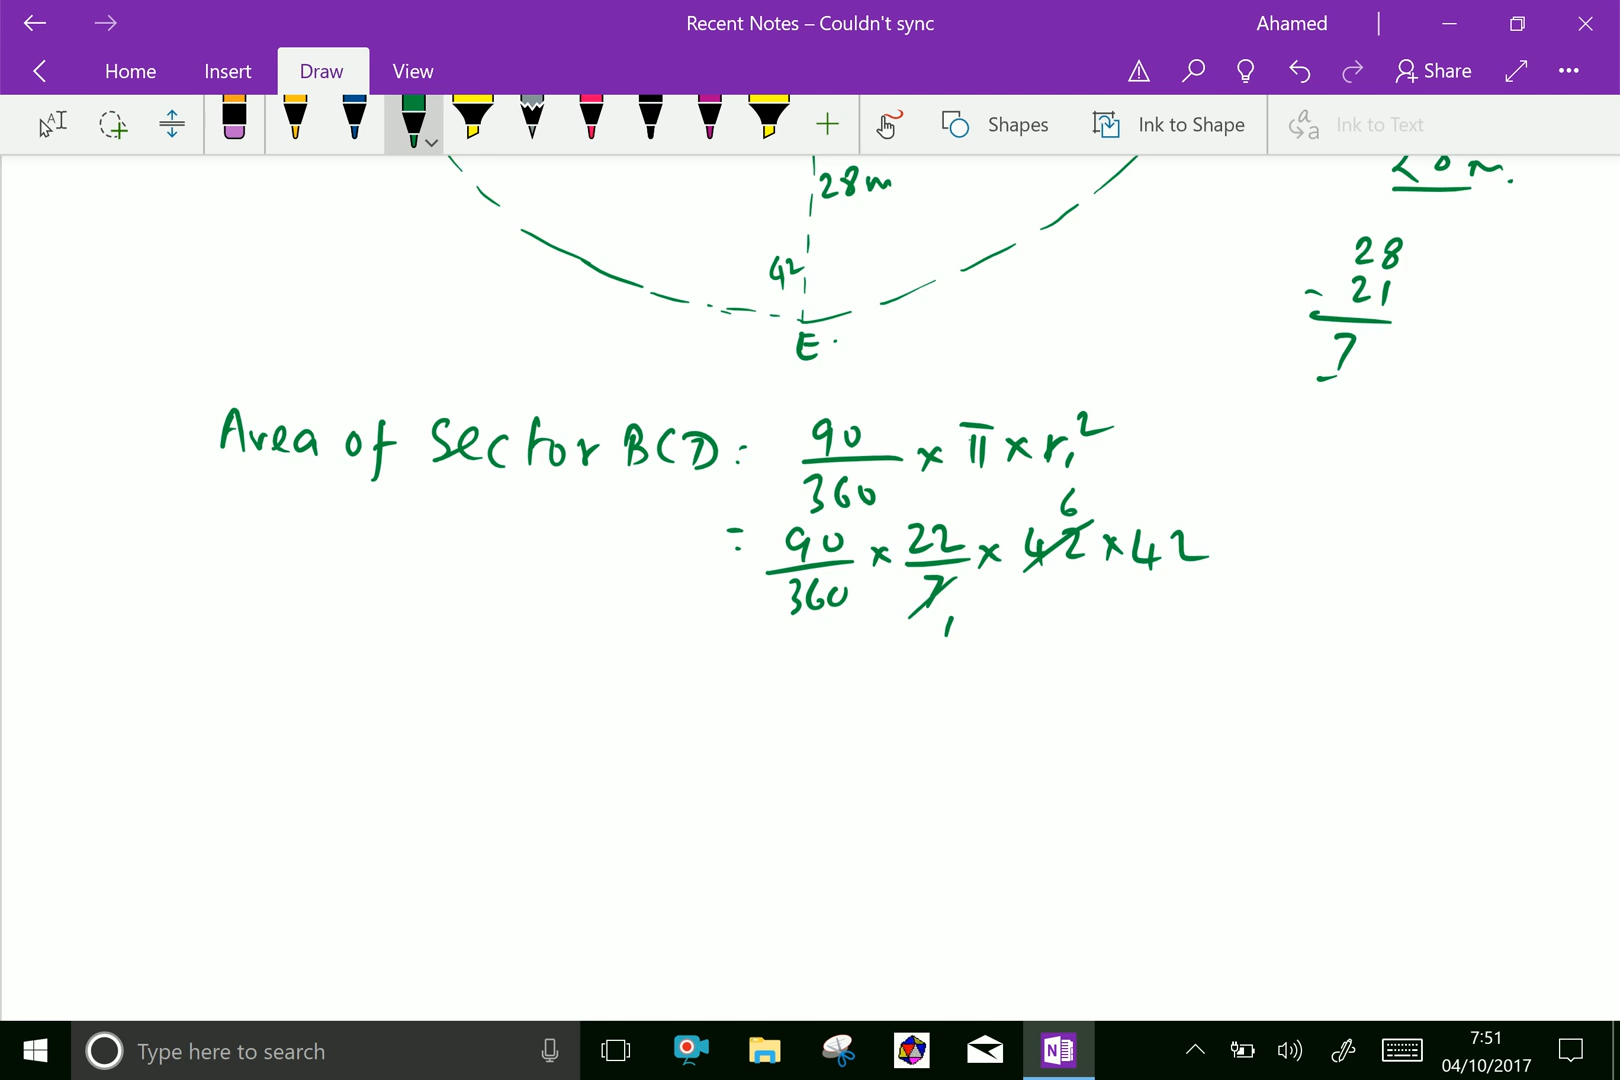 Recent Notes – Couldn't sync
Ahamed
Home Insert Draw View
Share
Shapes
Ink to Shape
Ink to Text
28m
42
E.
28
- 21
7
Area of Sector BCD: 90/360 × π × r₁²
= 90/360 × 22/7 × 42 × 42
6
1
Type here to search
7:51
04/10/2017